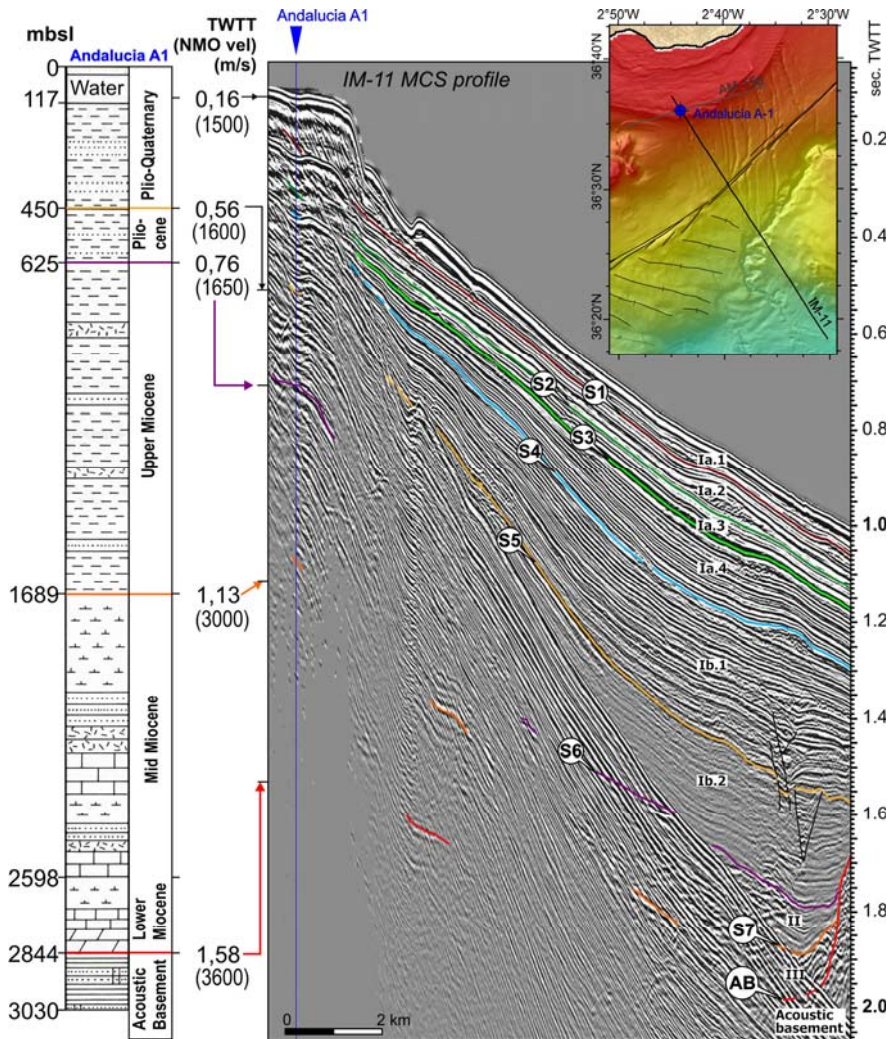 mbsl
Andalucia A1
TWTT
(NMO vel)
(m/s)
Andalucia A1
IM-11 MCS profile
2°50'W
2°40'W
2°30'W
36°40'N
36°30'N
36°20'N
Andalucia A-1
IM-11
sec. TWTT
0
Water
117
450
625
1689
2598
2844
3030
Plio-Quaternary
Plio-
cene
Upper Miocene
Mid Miocene
Lower
Miocene
Acoustic
Basement
0,16
(1500)
0,56
(1600)
0,76
(1650)
1,13
(3000)
1,58
(3600)
S1
S2
S3
S4
S5
S6
S7
AB
Ia.1
Ia.2
Ia.3
Ia.4
Ib.1
Ib.2
II
III
Acoustic
basement
0
2 km
0.2
0.4
0.6
0.8
1.0
1.2
1.4
1.6
1.8
2.0